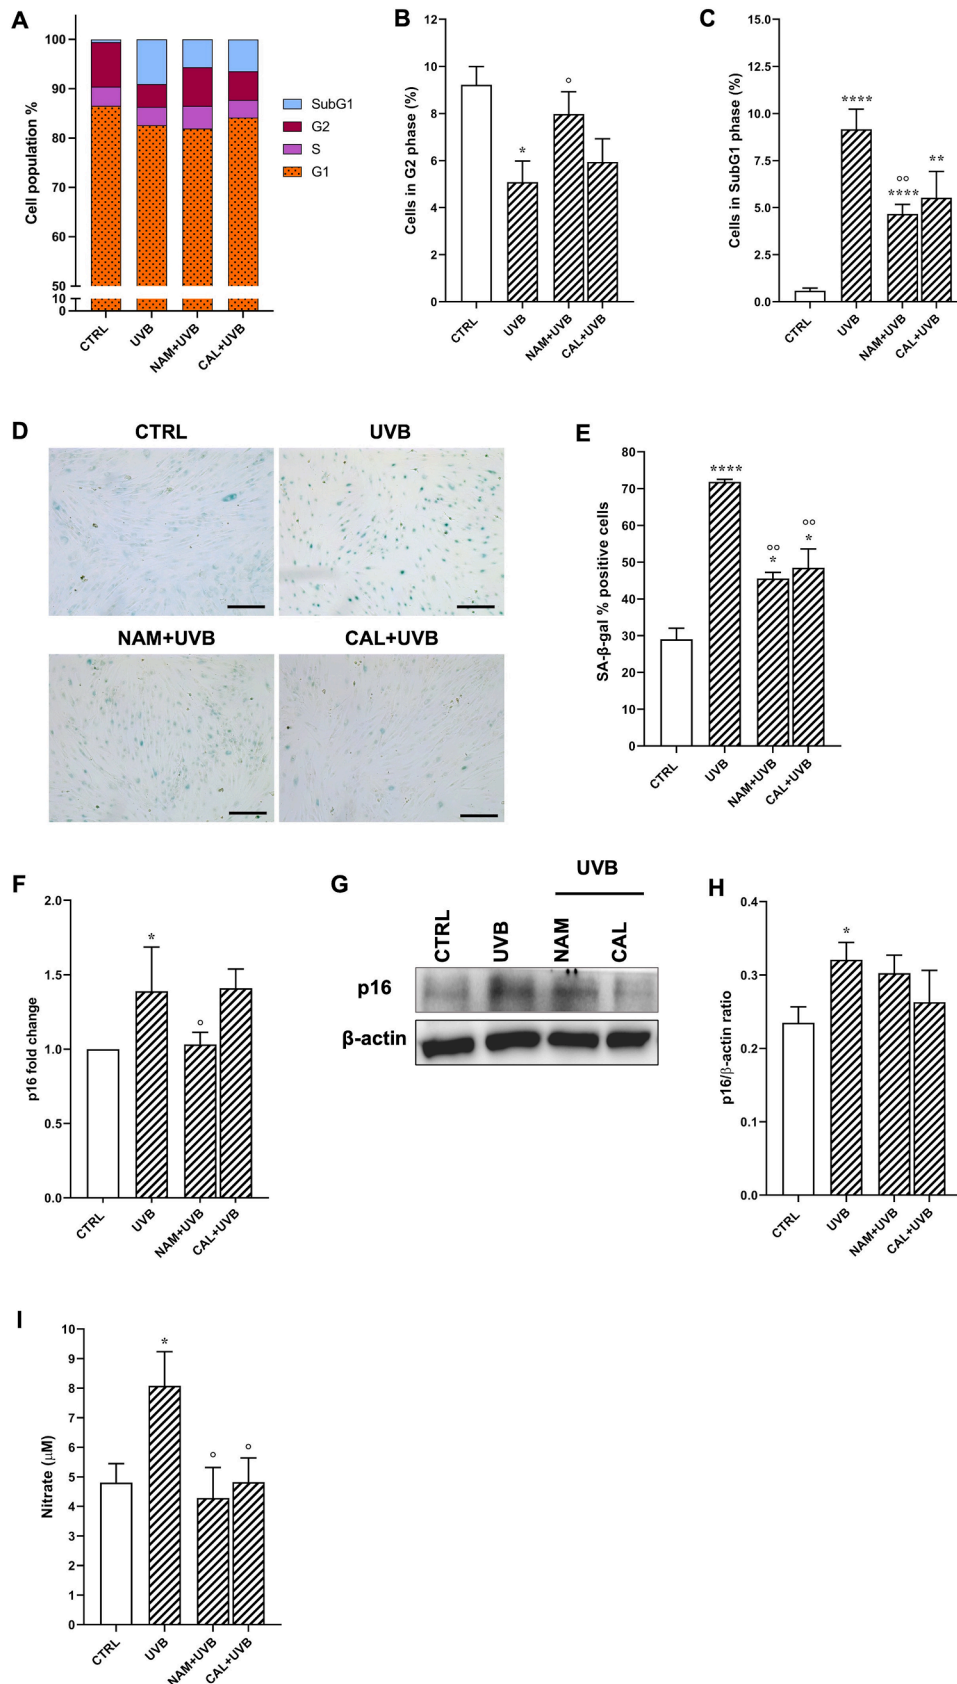 A
Cell population %
100
90
80
70
60
50
10
0
CTRL
UVB
NAM+UVB
CAL+UVB
SubG1
G2
S
G1
B
Cells in G2 phase (%)
12
10
8
6
4
2
0
*
°
CTRL
UVB
NAM+UVB
CAL+UVB
C
Cells in SubG1 phase (%)
15.0
12.5
10.0
7.5
5.0
2.5
0.0
****
°°
****
**
CTRL
UVB
NAM+UVB
CAL+UVB
D
CTRL
UVB
NAM+UVB
CAL+UVB
E
SA-β-gal % positive cells
80
70
60
50
40
30
20
10
0
****
°°
*
°°
*
CTRL
UVB
NAM+UVB
CAL+UVB
F
p16 fold change
2.0
1.5
1.0
0.5
0.0
*
°
CTRL
UVB
NAM+UVB
CAL+UVB
G
UVB
CTRL
UVB
NAM
CAL
p16
β-actin
H
p16/β-actin ratio
0.4
0.3
0.2
0.1
0.0
*
CTRL
UVB
NAM+UVB
CAL+UVB
I
Nitrate (μM)
10
9
8
7
6
5
4
3
2
1
0
*
°
°
CTRL
UVB
NAM+UVB
CAL+UVB